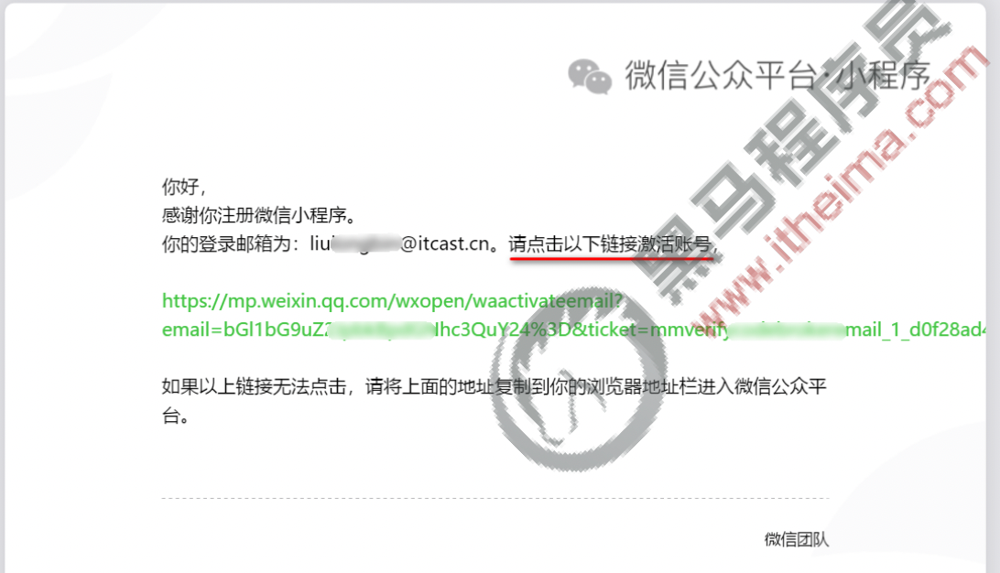 微信公众平台·小程序
黑马程序员
www.itheima.com
你好，
感谢你注册微信小程序。
你的登录邮箱为：liu @itcast.cn。请点击以下链接激活账号，
https://mp.weixin.qq.com/wxopen/waactivateemail?
email=bGl1bG9uZ2 lhc3QuY24%3D&ticket=mmverify mail_1_d0f28ad4
如果以上链接无法点击，请将上面的地址复制到你的浏览器地址栏进入微信公众平
台。
微信团队